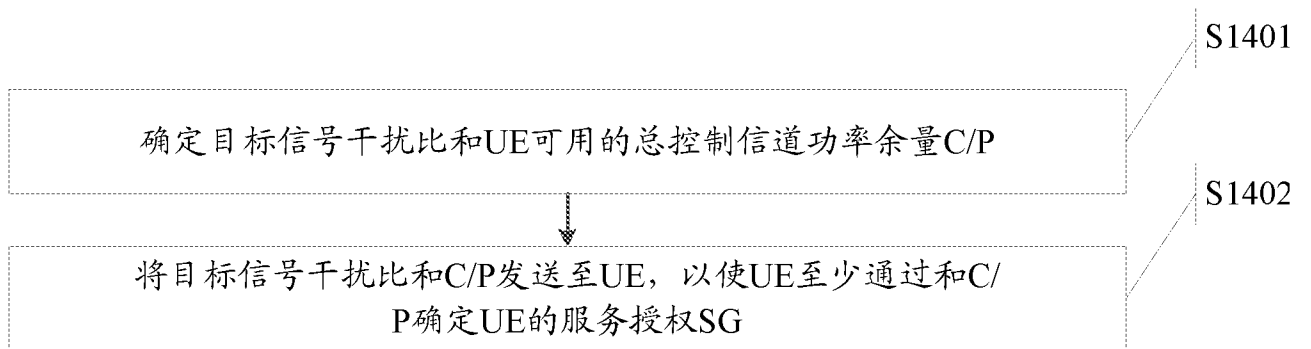 S1401
确定目标信号干扰比和UE可用的总控制信道功率余量C/P
S1402
将目标信号干扰比和C/P发送至UE，以使UE至少通过和C/
P确定UE的服务授权SG